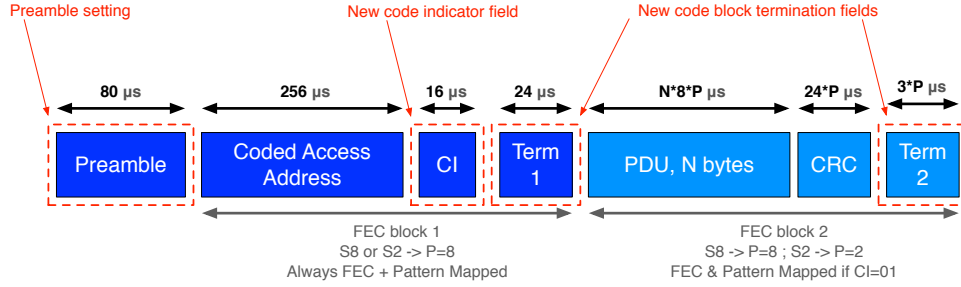 Preamble setting
New code indicator field
New code block termination fields
80 µs
256 µs
16 µs
24 µs
N*8*P µs
24*P µs
3*P µs
Preamble
Coded Access
Address
CI
Term
1
PDU, N bytes
CRC
Term
2
FEC block 1
S8 or S2 -> P=8
Always FEC + Pattern Mapped
FEC block 2
S8 -> P=8 ; S2 -> P=2
FEC & Pattern Mapped if CI=01